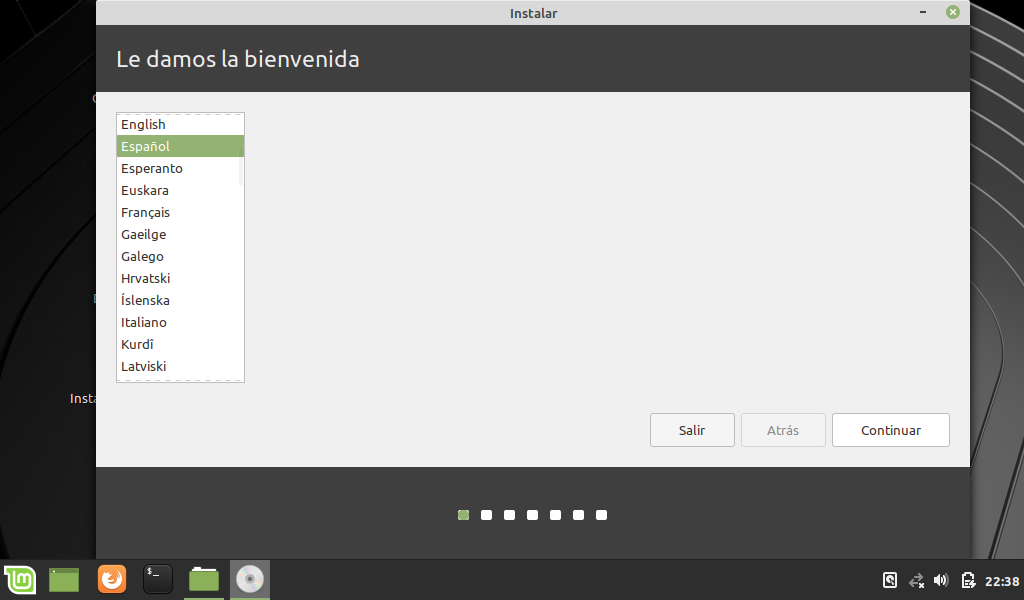 Instalar
Le damos la bienvenida
English
Español
Esperanto
Euskara
Français
Gaeilge
Galego
Hrvatski
Íslenska
Italiano
Kurdî
Latviski
Insta
Salir
Atrás
Continuar
$_
22:38